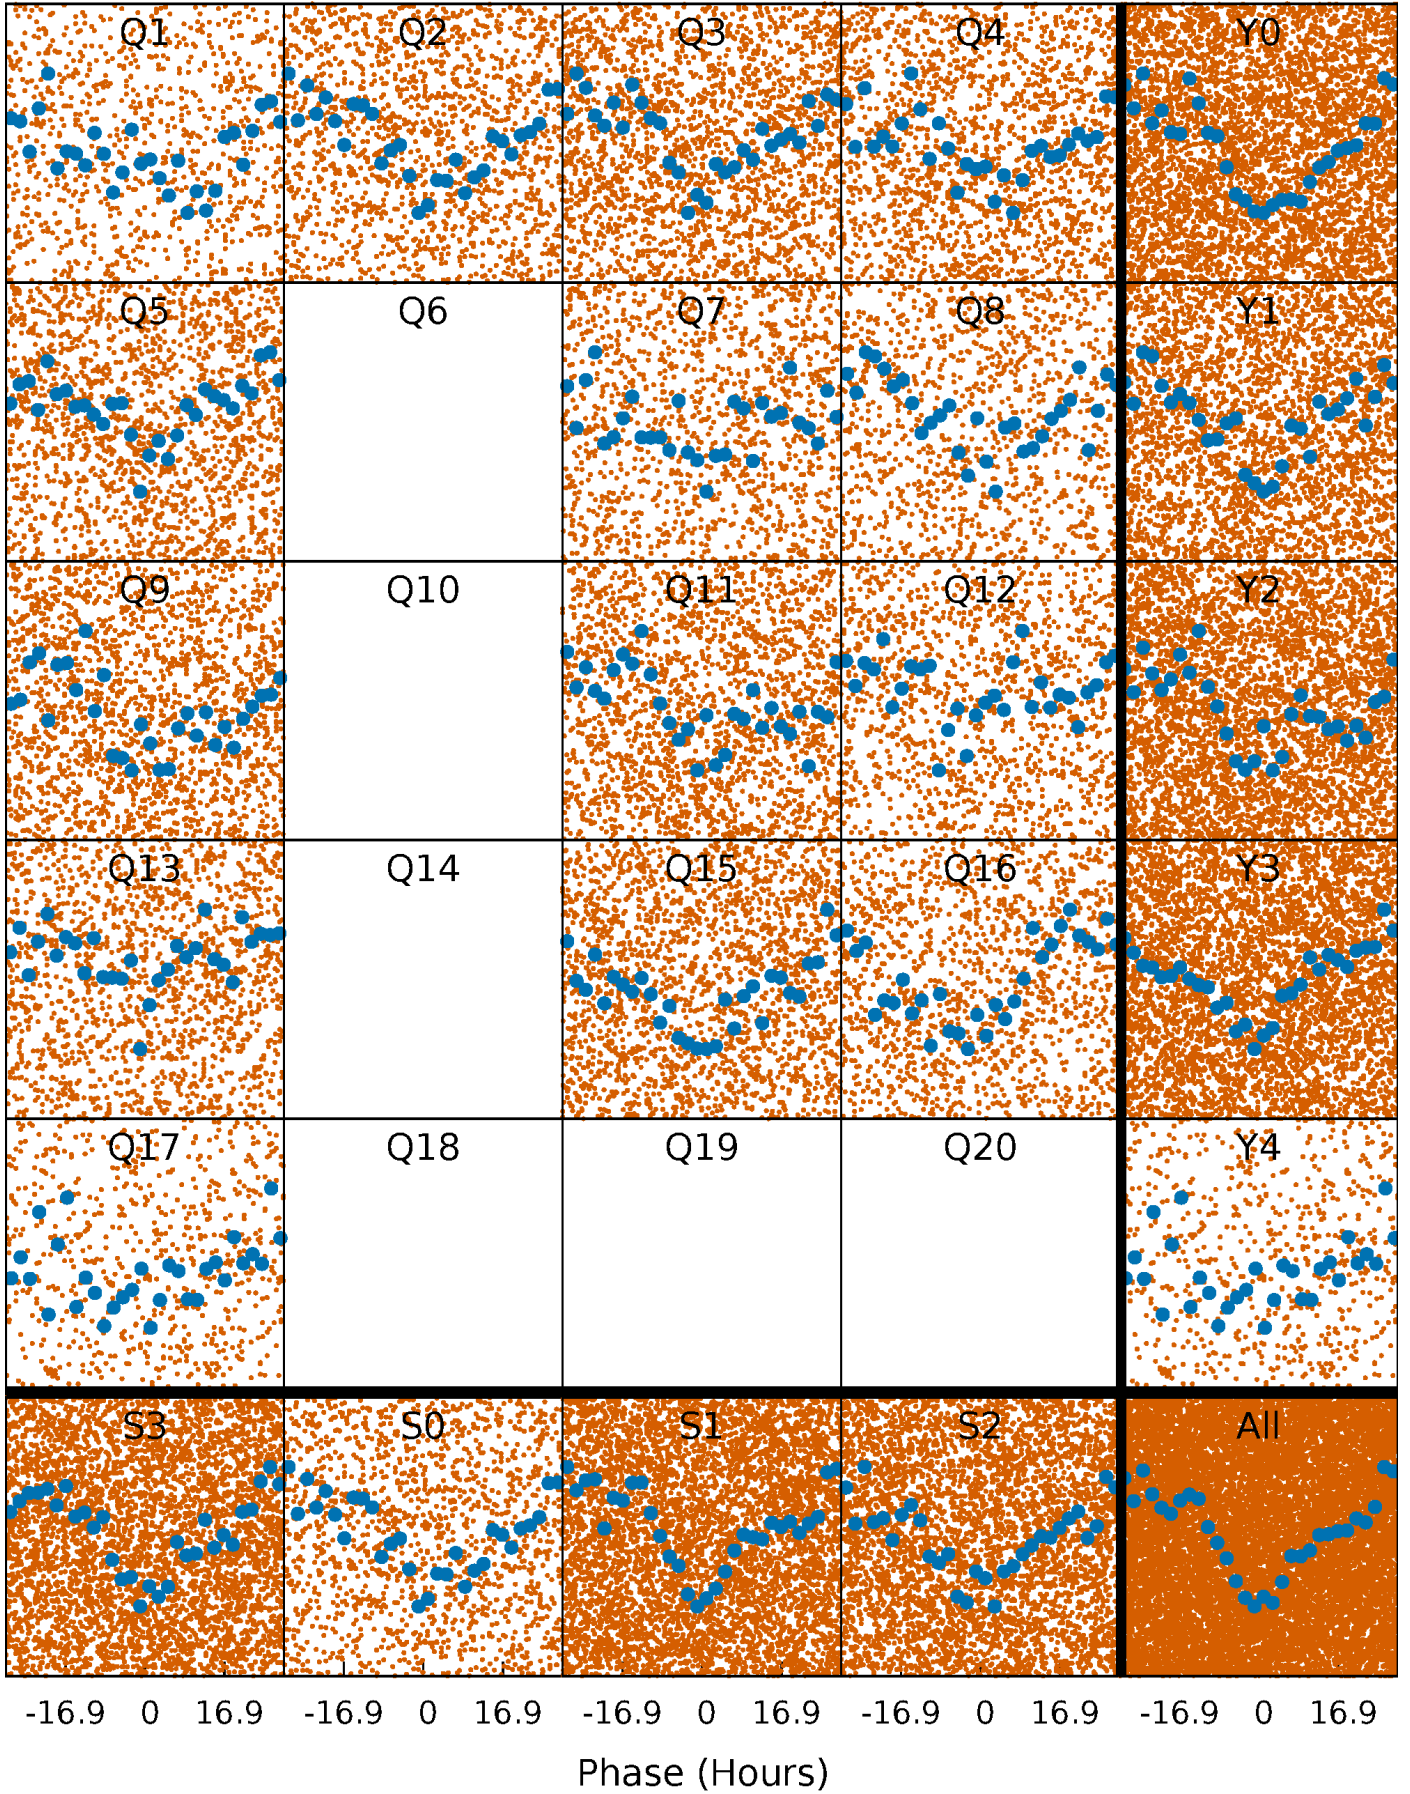 Q1 Q2 Q3 Q4 Y0
Q5 Q6 Q7 Q8 Y1
Q9 Q10 Q11 Q12 Y2
Q13 Q14 Q15 Q16 Y3
Q17 Q18 Q19 Q20 Y4
S3 S0 S1 S2 All
-16.9 0 16.9 -16.9 0 16.9 -16.9 0 16.9 -16.9 0 16.9 -16.9 0 16.9
Phase (Hours)